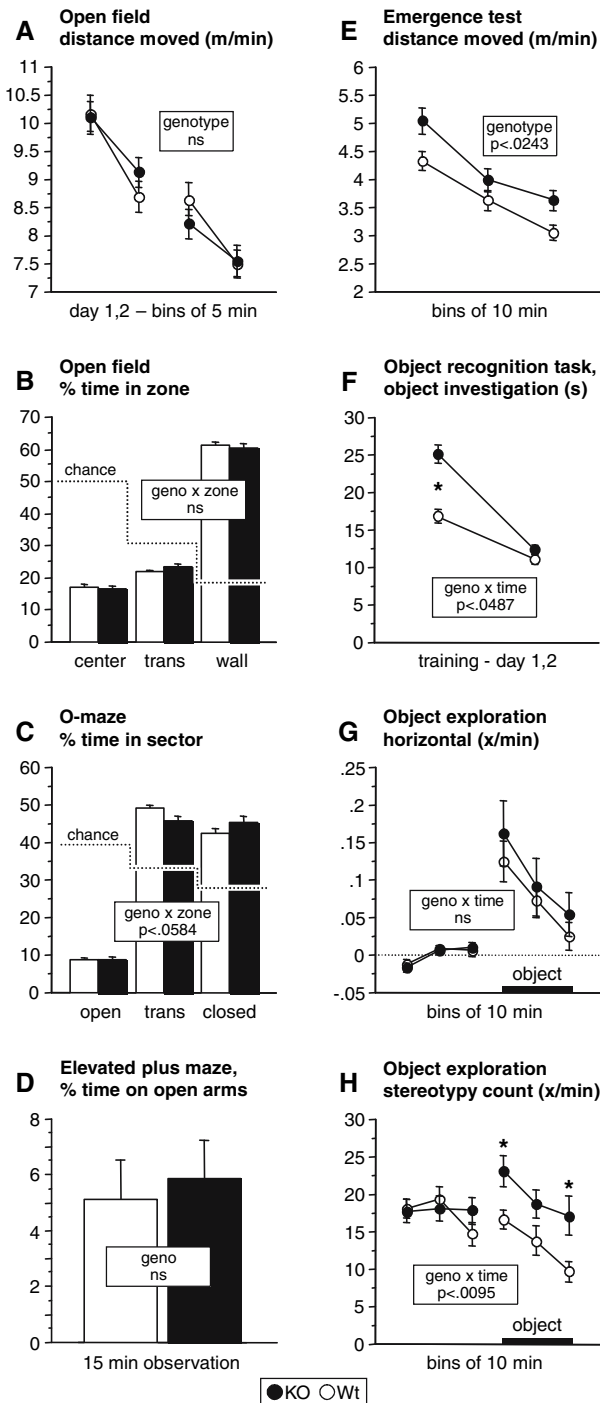 A
Open field
distance moved (m/min)
11
10.5
10
9.5
9
8.5
8
7.5
7
genotype
ns
day 1,2 – bins of 5 min
B
Open field
% time in zone
70
60
50
40
30
20
10
0
chance
geno x zone
ns
center trans wall
C
O-maze
% time in sector
60
50
40
30
20
10
0
chance
geno x zone
p<.0584
open trans closed
D
Elevated plus maze,
% time on open arms
8
6
4
2
0
geno
ns
15 min observation
E
Emergence test
distance moved (m/min)
6
5.5
5
4.5
4
3.5
3
2.5
2
genotype
p<.0243
bins of 10 min
F
Object recognition task,
object investigation (s)
30
25
20
15
10
5
0
*
geno x time
p<.0487
training - day 1,2
G
Object exploration
horizontal (x/min)
.25
.2
.15
.1
.05
0
-.05
geno x time
ns
object
bins of 10 min
H
Object exploration
stereotypy count (x/min)
30
25
20
15
10
5
0
*
*
geno x time
p<.0095
object
bins of 10 min
KO Wt